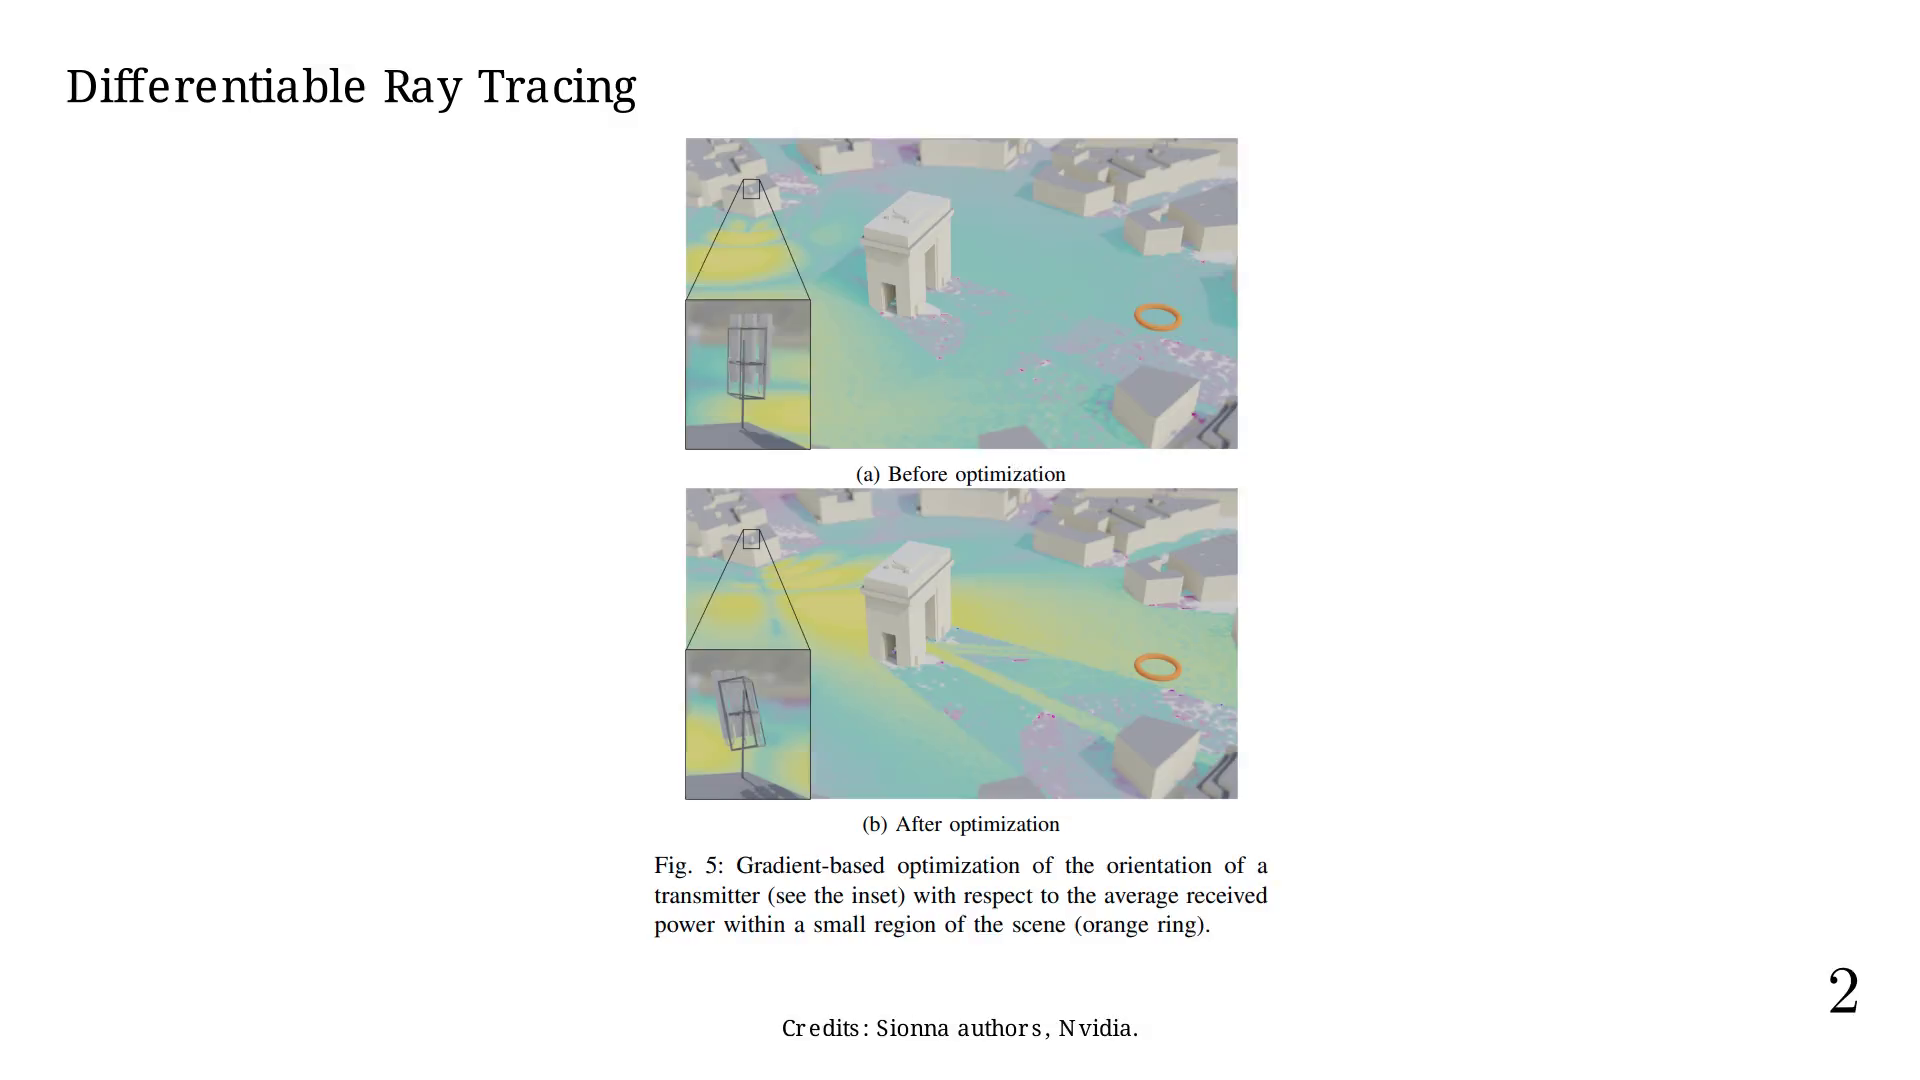 Differentiable Ray Tracing
(a) Before optimization
(b) After optimization
Fig. 5: Gradient-based optimization of the orientation of a
transmitter (see the inset) with respect to the average received
power within a small region of the scene (orange ring).
2
Credits: Sionna authors, Nvidia.